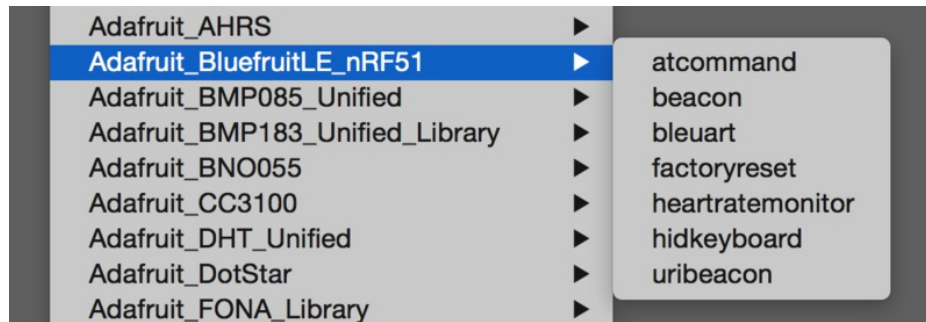 Adafruit_AHRS
Adafruit_BluefruitLE_nRF51
Adafruit_BMP085_Unified
Adafruit_BMP183_Unified_Library
Adafruit_BNO055
Adafruit_CC3100
Adafruit_DHT_Unified
Adafruit_DotStar
Adafruit_FONA_Library
atcommand
beacon
bleuart
factoryreset
heartratemonitor
hidkeyboard
uribeacon